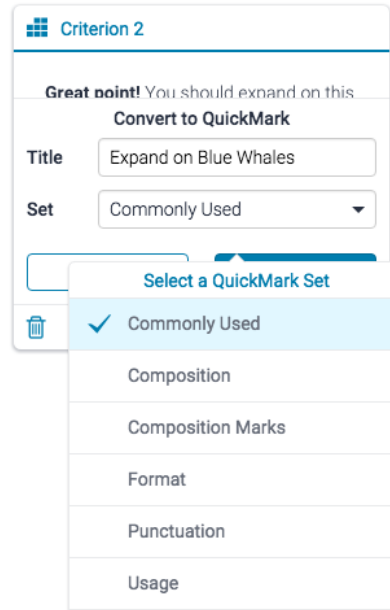 Criterion 2
Great point! You should expand on this
Convert to QuickMark
Title Expand on Blue Whales
Set Commonly Used
Select a QuickMark Set
Commonly Used
Composition
Composition Marks
Format
Punctuation
Usage